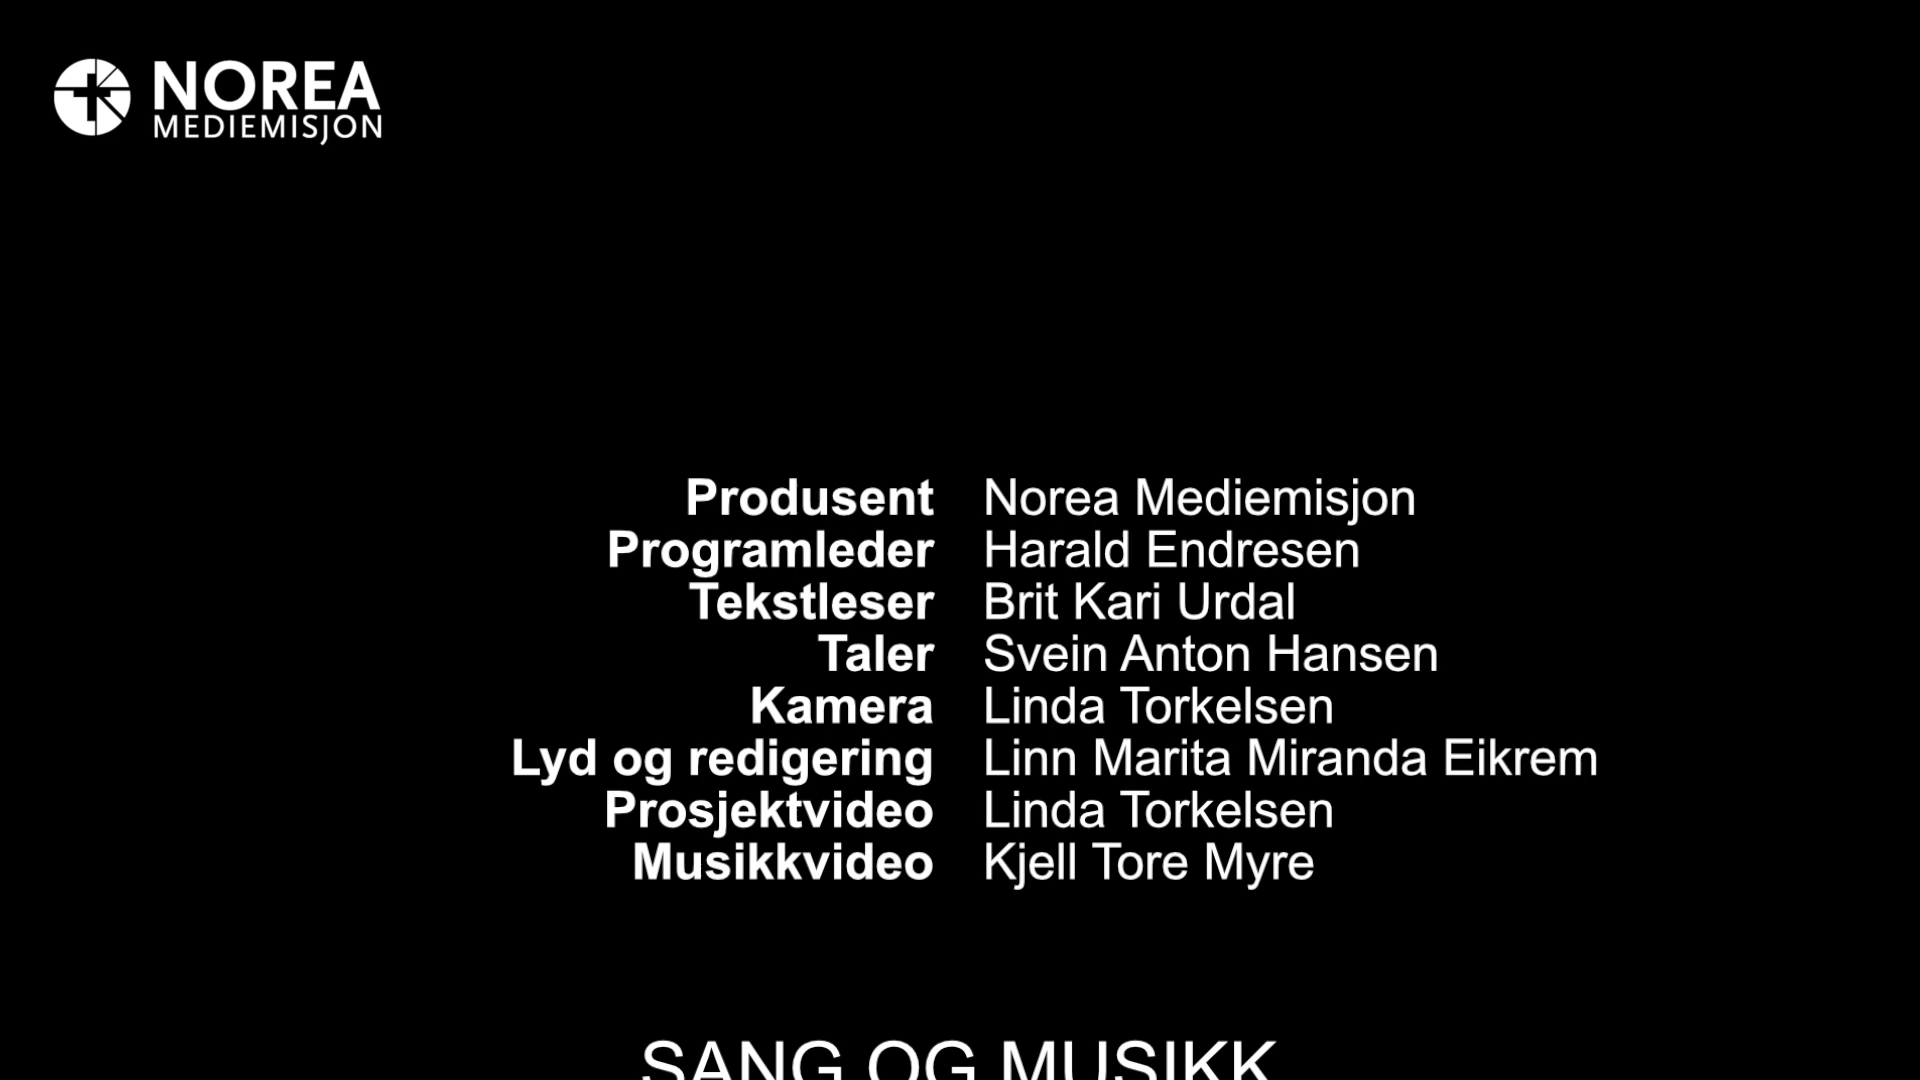 NOREA
MEDIEMISJON
Produsent Norea Mediemisjon
Programleder Harald Endresen
Tekstleser Brit Kari Urdal
Taler Svein Anton Hansen
Kamera Linda Torkelsen
Lyd og redigering Linn Marita Miranda Eikrem
Prosjektvideo Linda Torkelsen
Musikkvideo Kjell Tore Myre
SANG OG MUSIKK